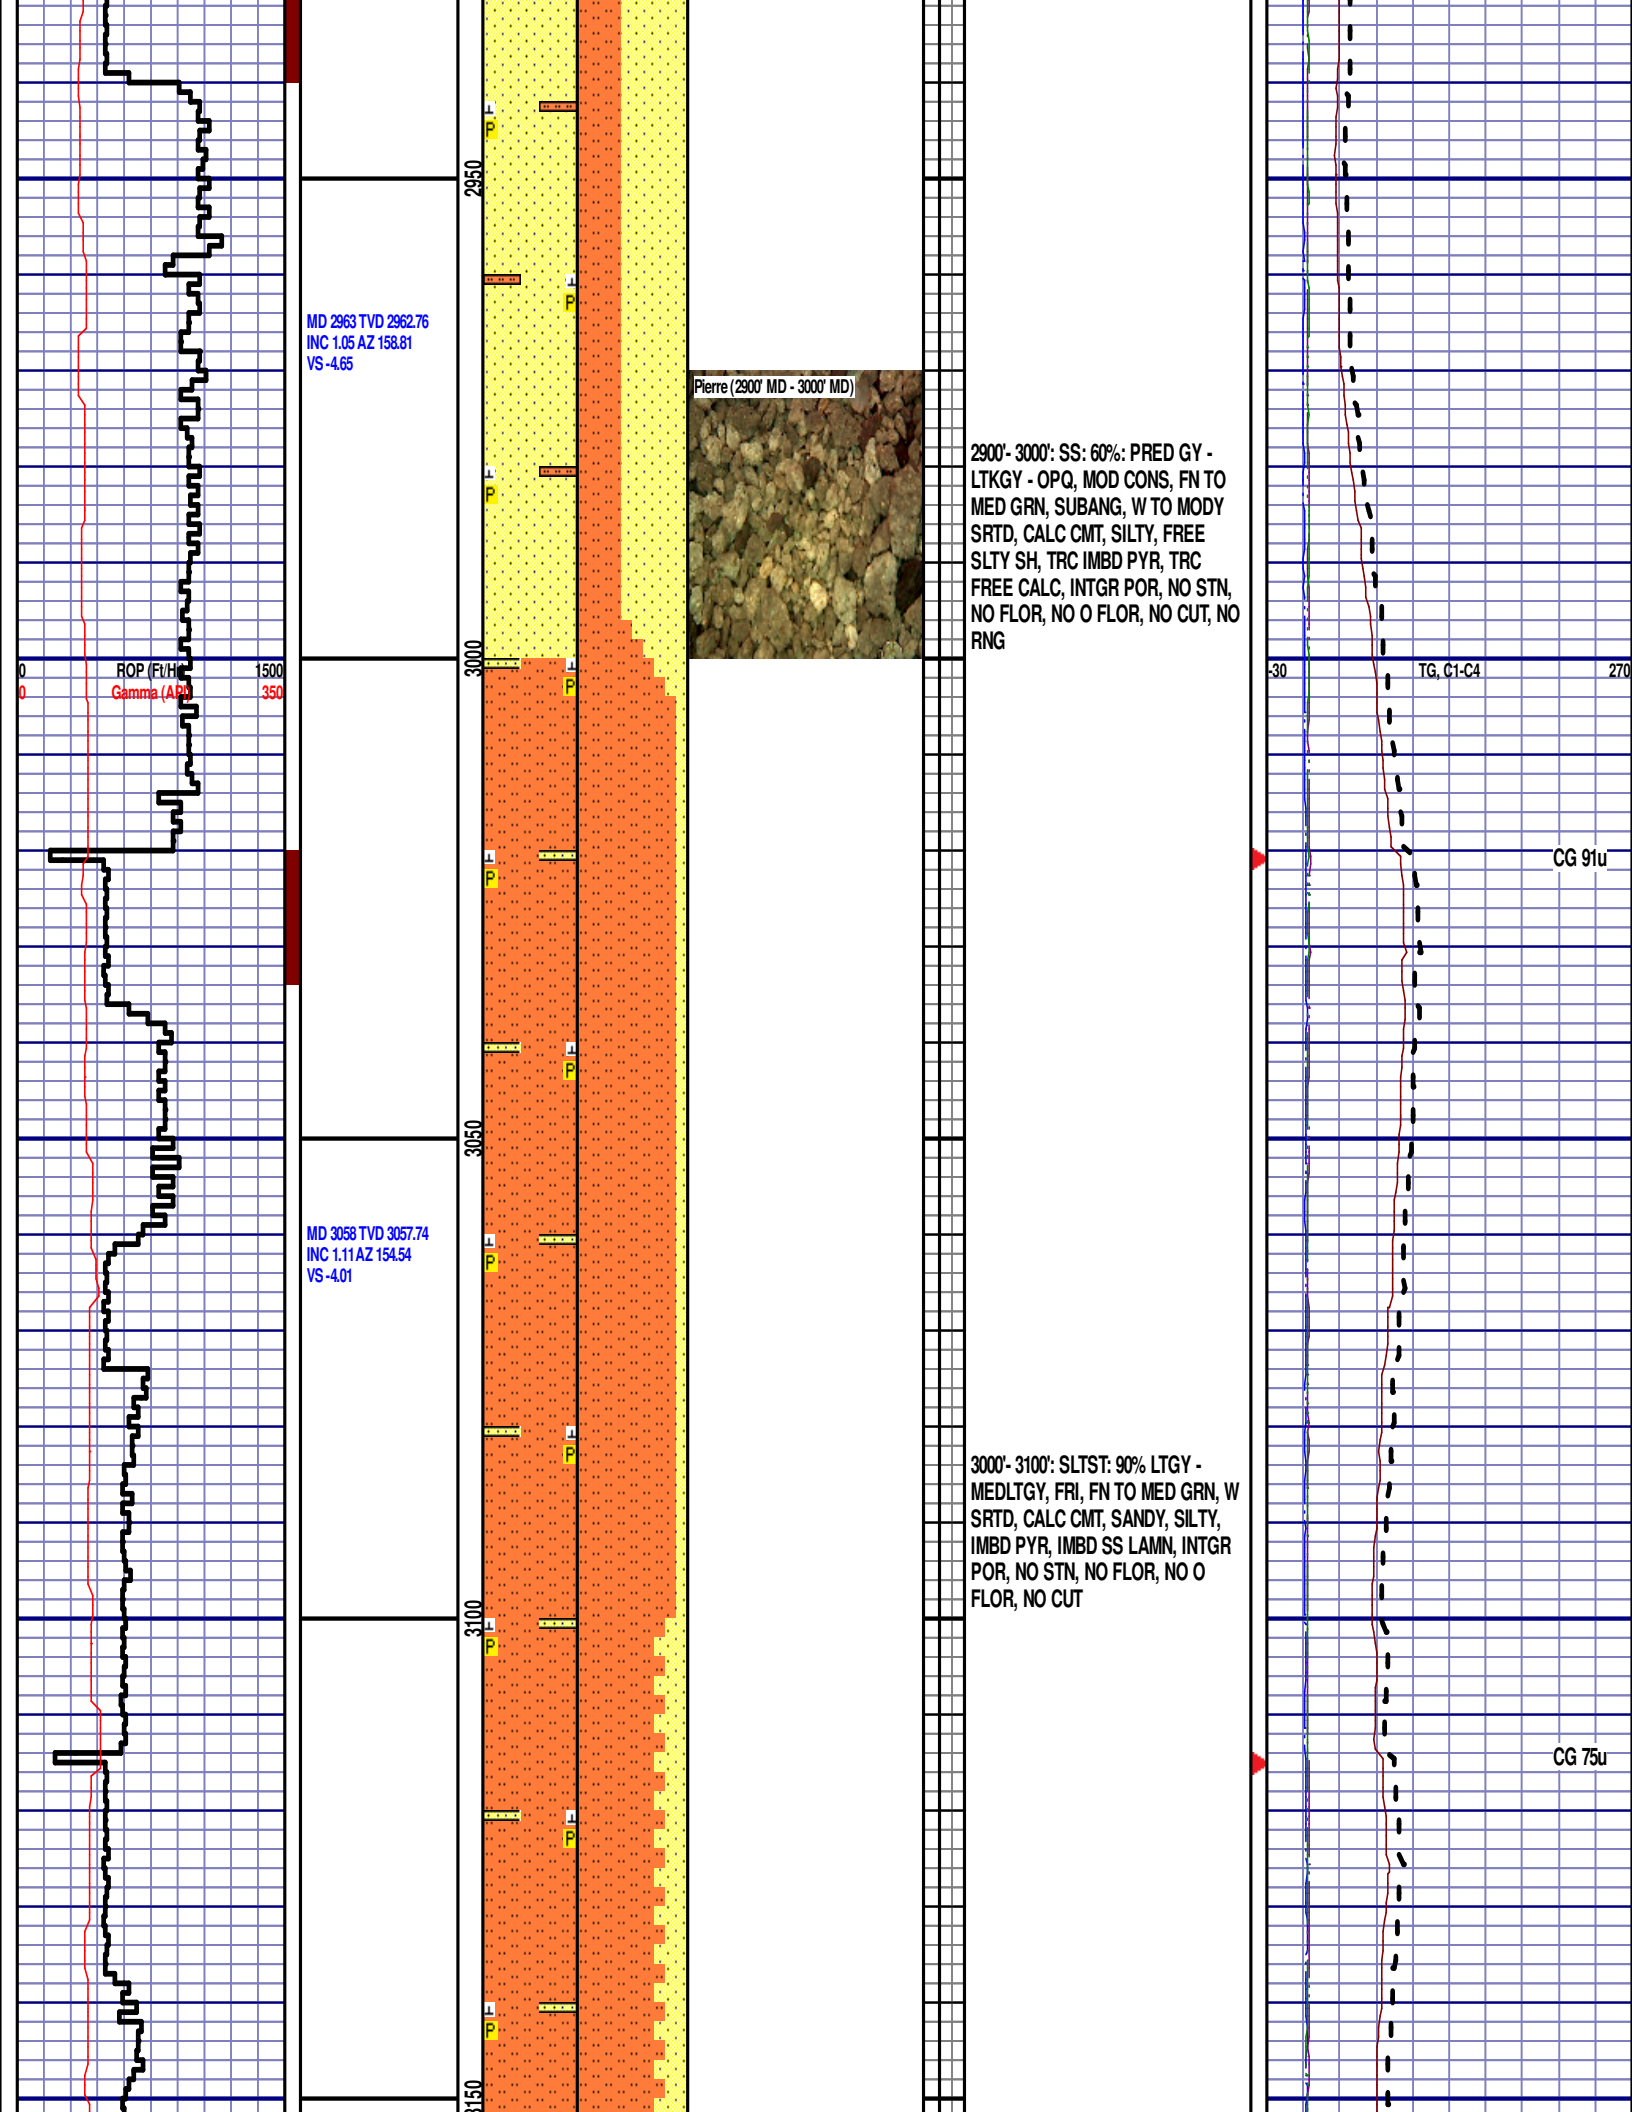 2950
MD 2963 TVD 2962.76
INC 1.05 AZ 158.81
VS -4.65
Pierre (2900' MD - 3000' MD)
2900'- 3000': SS: 60%: PRED GY -
LTKGY - OPQ, MOD CONS, FN TO
MED GRN, SUBANG, W TO MODY
SRTD, CALC CMT, SILTY, FREE
SLTY SH, TRC IMBD PYR, TRC
FREE CALC, INTGR POR, NO STN,
NO FLOR, NO O FLOR, NO CUT, NO
RNG
3000
0 ROP (Ft/H 1500
0 Gamma (API 350
-30 TG, C1-C4 270
CG 91u
3050
MD 3058 TVD 3057.74
INC 1.11 AZ 154.54
VS -4.01
3000'- 3100': SLTST: 90% LTGY -
MEDLTGY, FRI, FN TO MED GRN, W
SRTD, CALC CMT, SANDY, SILTY,
IMBD PYR, IMBD SS LAMN, INTGR
POR, NO STN, NO FLOR, NO O
FLOR, NO CUT
3100
CG 75u
3150
P
P
P
P
P
P
P
P
P
P
P